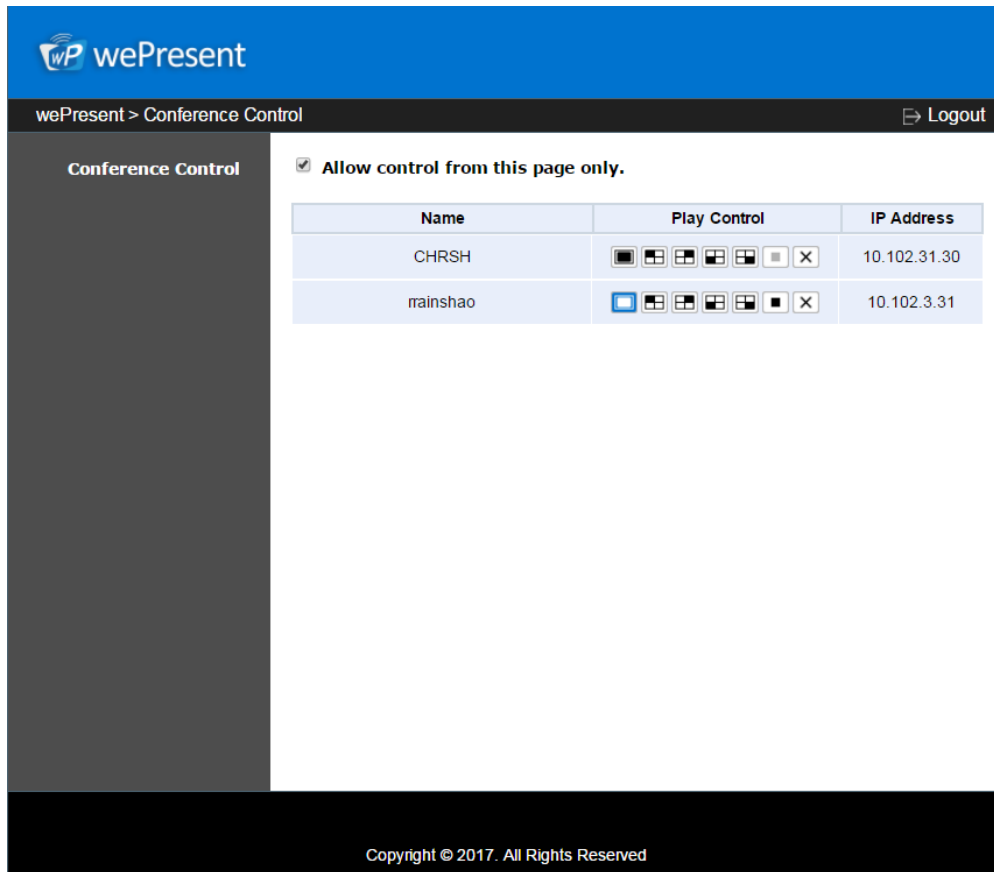 wP wePresent
wePresent > Conference Control
Logout
Conference Control
Allow control from this page only.
Name Play Control IP Address
CHRSH 10.102.31.30
rrainshao 10.102.3.31
Copyright © 2017. All Rights Reserved